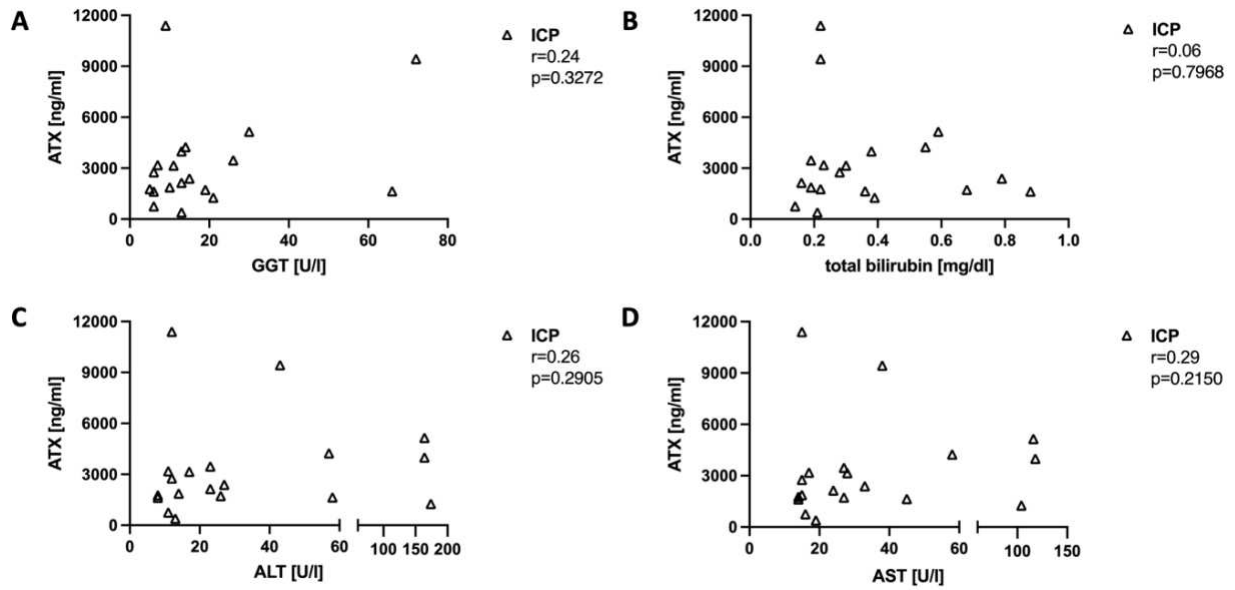 A
12000
9000
6000
3000
0
ATX [ng/ml]
0 20 40 60 80
GGT [U/l]
ICP
r=0.24
p=0.3272
B
12000
9000
6000
3000
0
ATX [ng/ml]
0.0 0.2 0.4 0.6 0.8 1.0
total bilirubin [mg/dl]
ICP
r=0.06
p=0.7968
C
12000
9000
6000
3000
0
ATX [ng/ml]
0 20 40 60 100 150 200
ALT [U/l]
ICP
r=0.26
p=0.2905
D
12000
9000
6000
3000
0
ATX [ng/ml]
0 20 40 60 100 150
AST [U/l]
ICP
r=0.29
p=0.2150